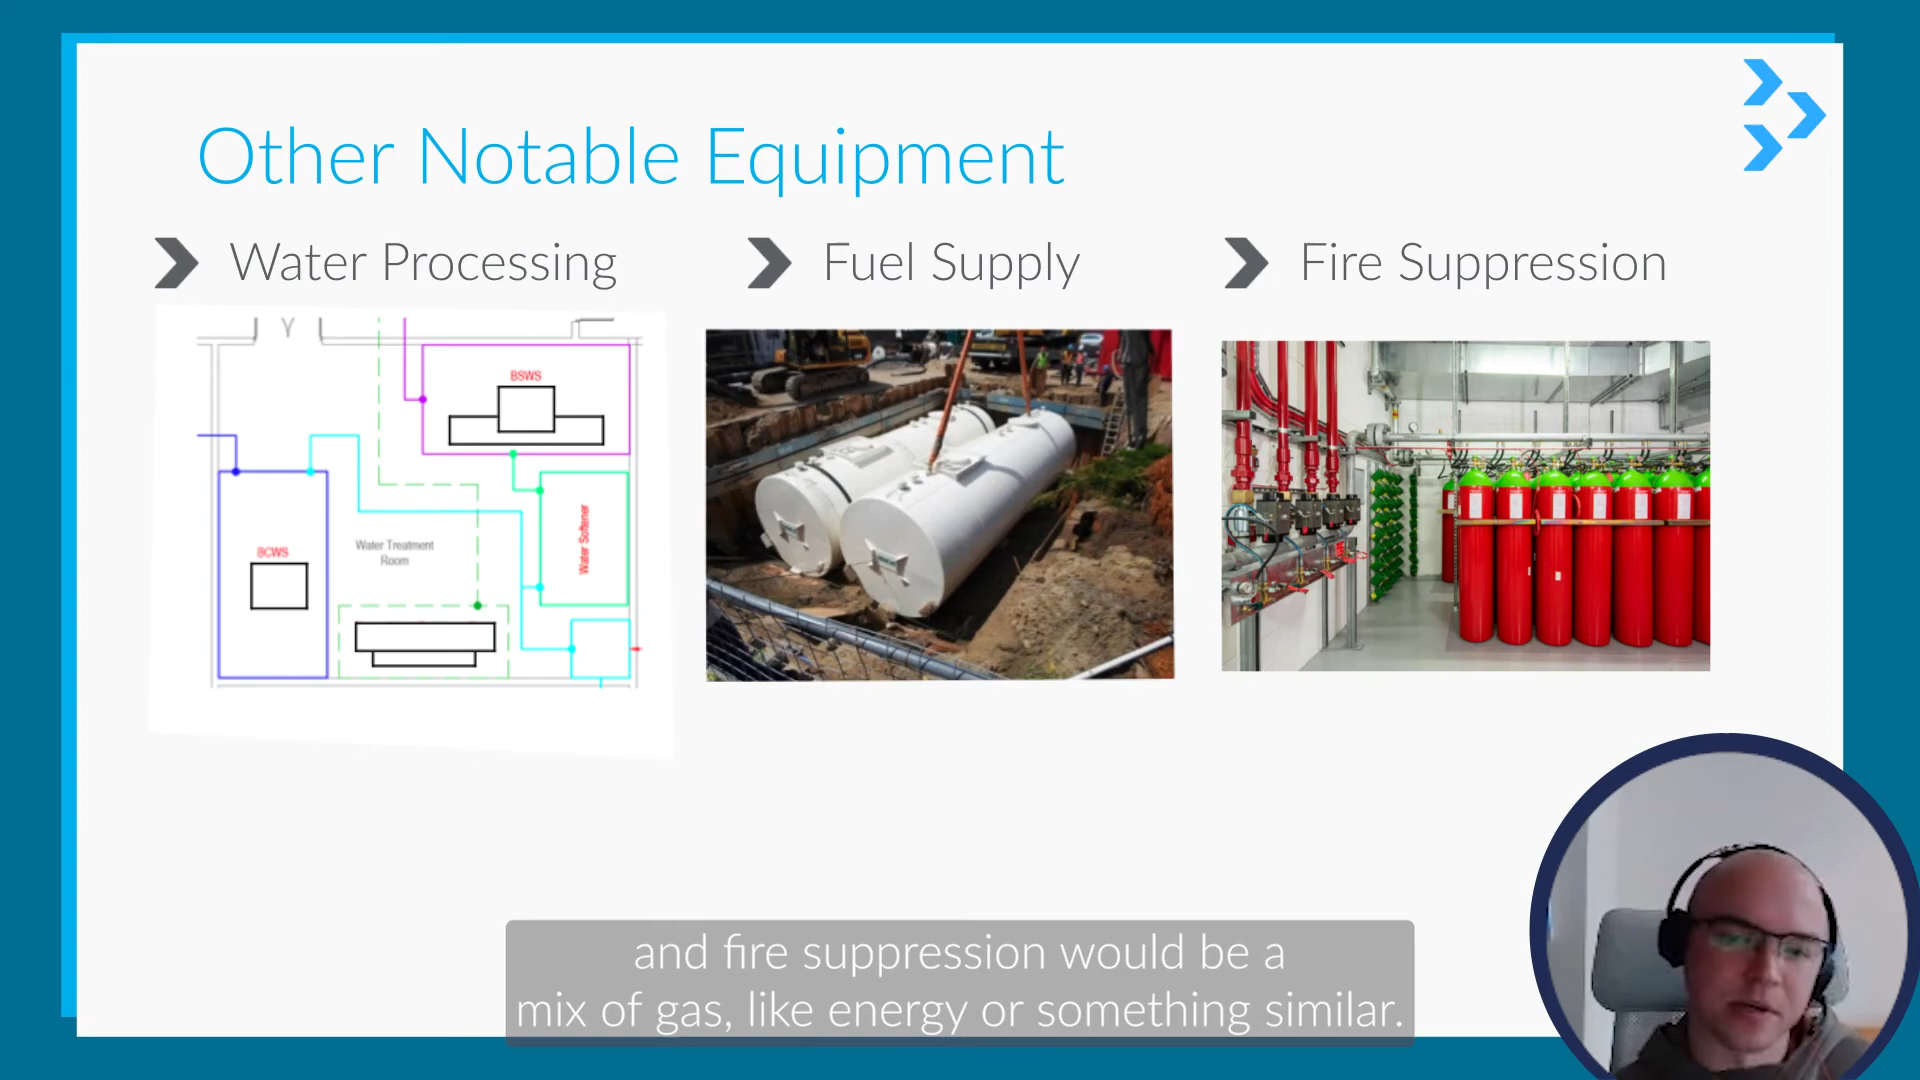 Other Notable Equipment
Water Processing
Fuel Supply
Fire Suppression
Y
BSWS
BCWS
Water Treatment
Room
Water Softener
and fire suppression would be a
mix of gas, like energy or something similar.